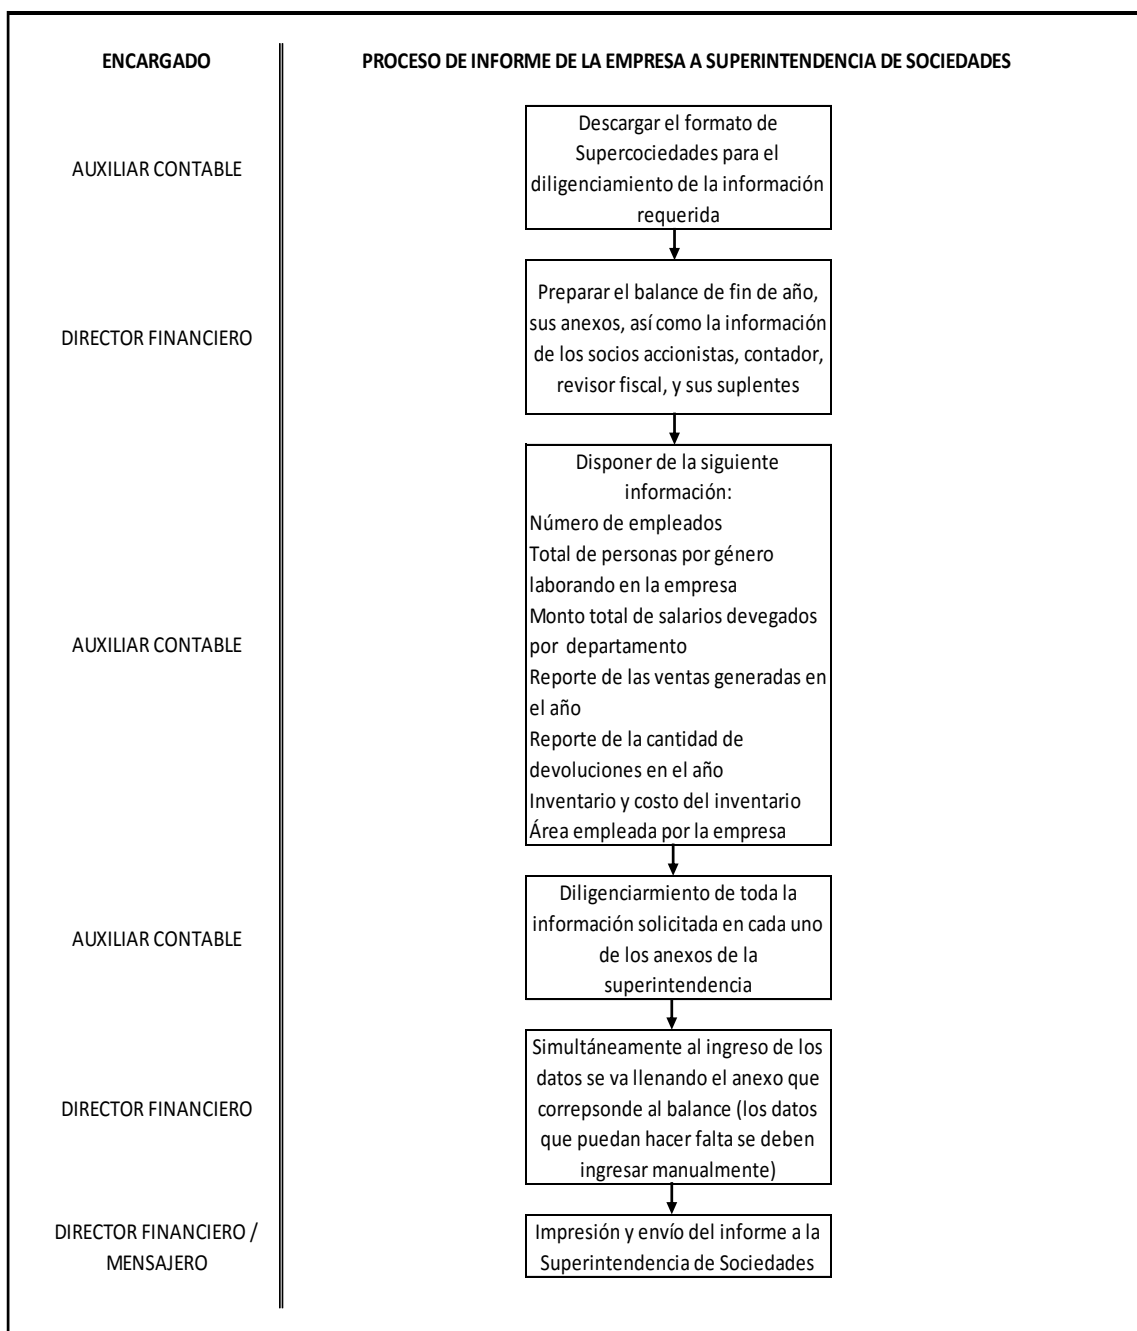 ENCARGADO
PROCESO DE INFORME DE LA EMPRESA A SUPERINTENDENCIA DE SOCIEDADES
AUXILIAR CONTABLE
Descargar el formato de
Supercociedades para el
diligenciamiento de la información
requerida
DIRECTOR FINANCIERO
Preparar el balance de fin de año,
sus anexos, así como la información
de los socios accionistas, contador,
revisor fiscal, y sus suplentes
AUXILIAR CONTABLE
Disponer de la siguiente
información:
Número de empleados
Total de personas por género
laborando en la empresa
Monto total de salarios devegados
por departamento
Reporte de las ventas generadas en
el año
Reporte de la cantidad de
devoluciones en el año
Inventario y costo del inventario
Área empleada por la empresa
AUXILIAR CONTABLE
Diligenciarmiento de toda la
información solicitada en cada uno
de los anexos de la
superintendencia
DIRECTOR FINANCIERO
Simultáneamente al ingreso de los
datos se va llenando el anexo que
correpsonde al balance (los datos
que puedan hacer falta se deben
ingresar manualmente)
DIRECTOR FINANCIERO /
MENSAJERO
Impresión y envío del informe a la
Superintendencia de Sociedades